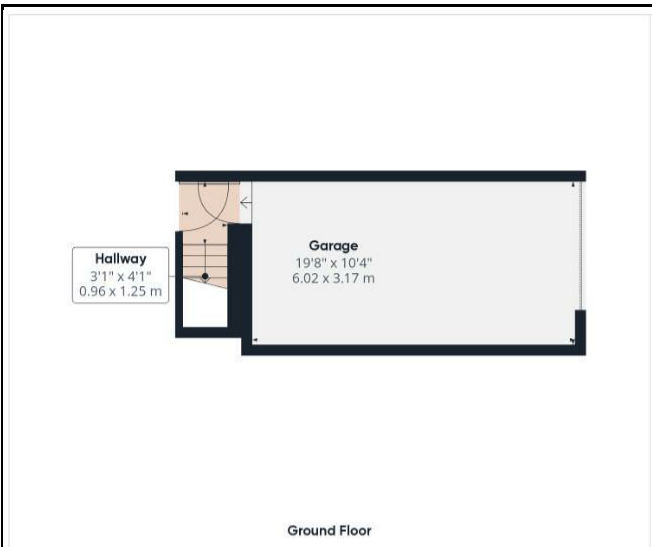 Hallway
3'1" x 4'1"
0.96 x 1.25 m
Garage
19'8" x 10'4"
6.02 x 3.17 m
Ground Floor